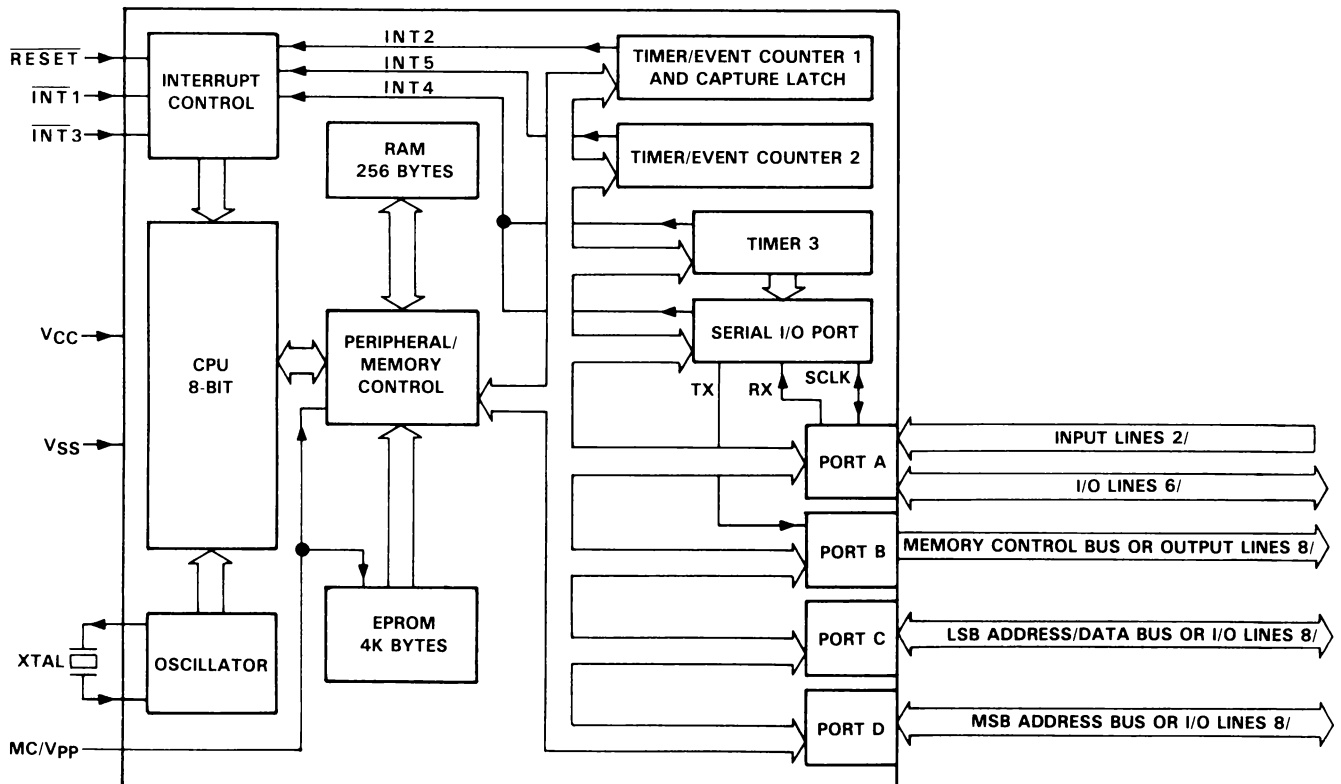 RESET
INT1
INT3
INTERRUPT
CONTROL
INT2
INT5
INT4
TIMER/EVENT COUNTER 1
AND CAPTURE LATCH
RAM
256 BYTES
TIMER/EVENT COUNTER 2
TIMER 3
SERIAL I/O PORT
VCC
CPU
8-BIT
PERIPHERAL/
MEMORY
CONTROL
TX
RX
SCLK
VSS
PORT A
INPUT LINES 2/
I/O LINES 6/
PORT B
MEMORY CONTROL BUS OR OUTPUT LINES 8/
EPROM
4K BYTES
PORT C
LSB ADDRESS/DATA BUS OR I/O LINES 8/
XTAL
OSCILLATOR
PORT D
MSB ADDRESS BUS OR I/O LINES 8/
MC/VPP